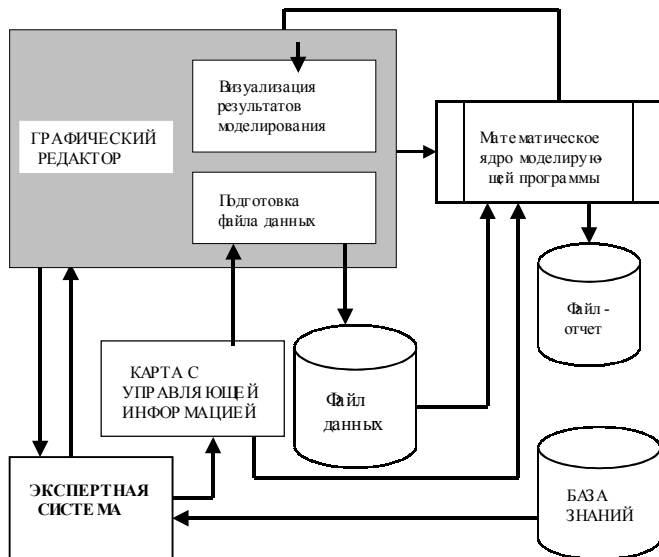 Визуализация
результатов
моделирования
ГРАФИЧЕСКИЙ
РЕДАКТОР
Математическое
ядро моделирую-
щей программы
Подготовка
файла данных
Файл -
отчет
КАРТА С
УПРАВЛЯЮЩЕЙ
ИНФОРМАЦИЕЙ
Файл
данных
ЭКСПЕРТНАЯ
СИСТЕМА
БАЗА
ЗНАНИЙ